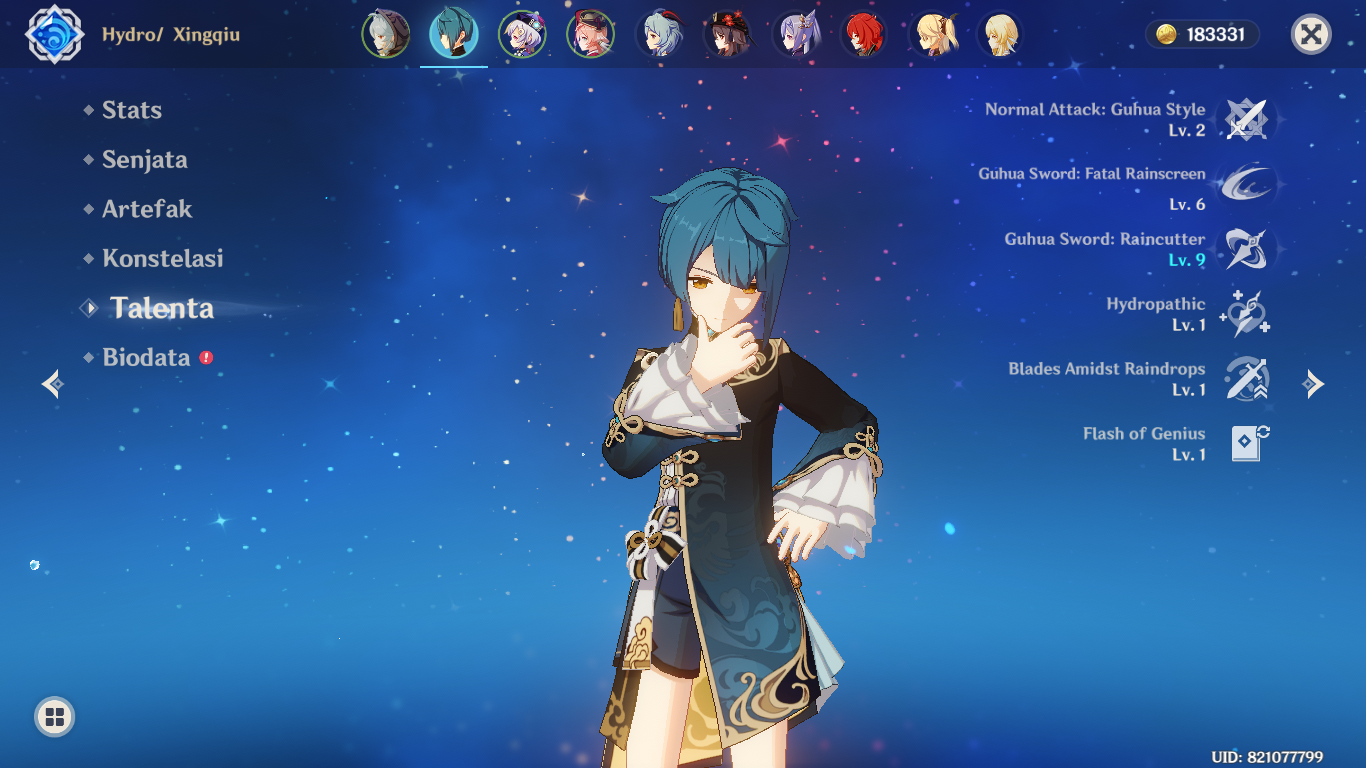 Hydro/ Xingqiu
183331
Stats
Senjata
Artefak
Konstelasi
Talenta
Biodata
Normal Attack: Guhua Style
Lv. 2
Guhua Sword: Fatal Rainscreen
Lv. 6
Guhua Sword: Raincutter
Lv. 9
Hydropathic
Lv. 1
Blades Amidst Raindrops
Lv. 1
Flash of Genius
Lv. 1
UID: 821077799